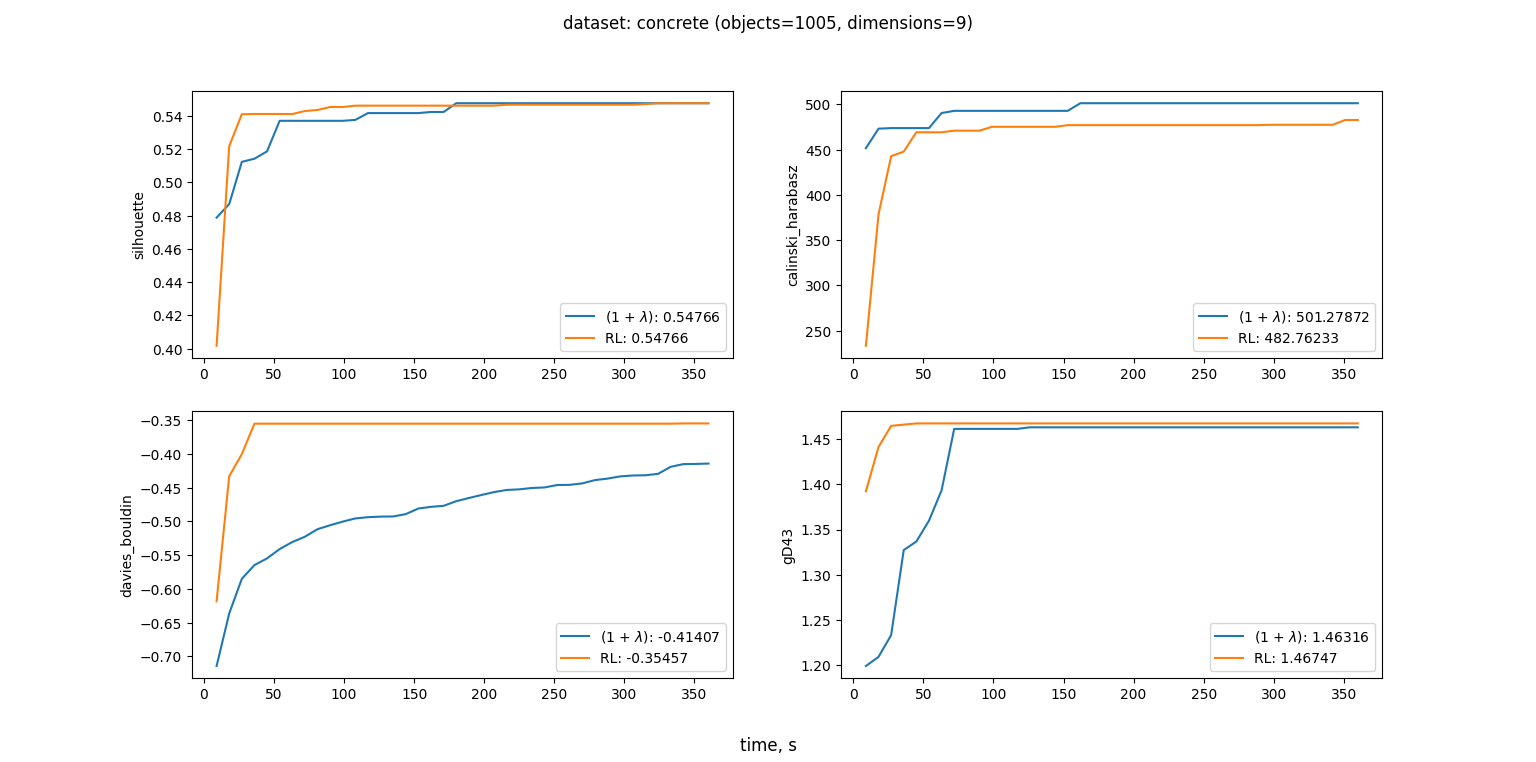 dataset: concrete (objects=1005, dimensions=9)
silhouette
0.54
0.52
0.50
0.48
0.46
0.44
0.42
0.40
(1 + λ): 0.54766
RL: 0.54766
0 50 100 150 200 250 300 350
calinski_harabasz
500
450
400
350
300
250
(1 + λ): 501.27872
RL: 482.76233
0 50 100 150 200 250 300 350
davies_bouldin
−0.35
−0.40
−0.45
−0.50
−0.55
−0.60
−0.65
−0.70
(1 + λ): -0.41407
RL: -0.35457
0 50 100 150 200 250 300 350
gD43
1.45
1.40
1.35
1.30
1.25
1.20
(1 + λ): 1.46316
RL: 1.46747
0 50 100 150 200 250 300 350
time, s